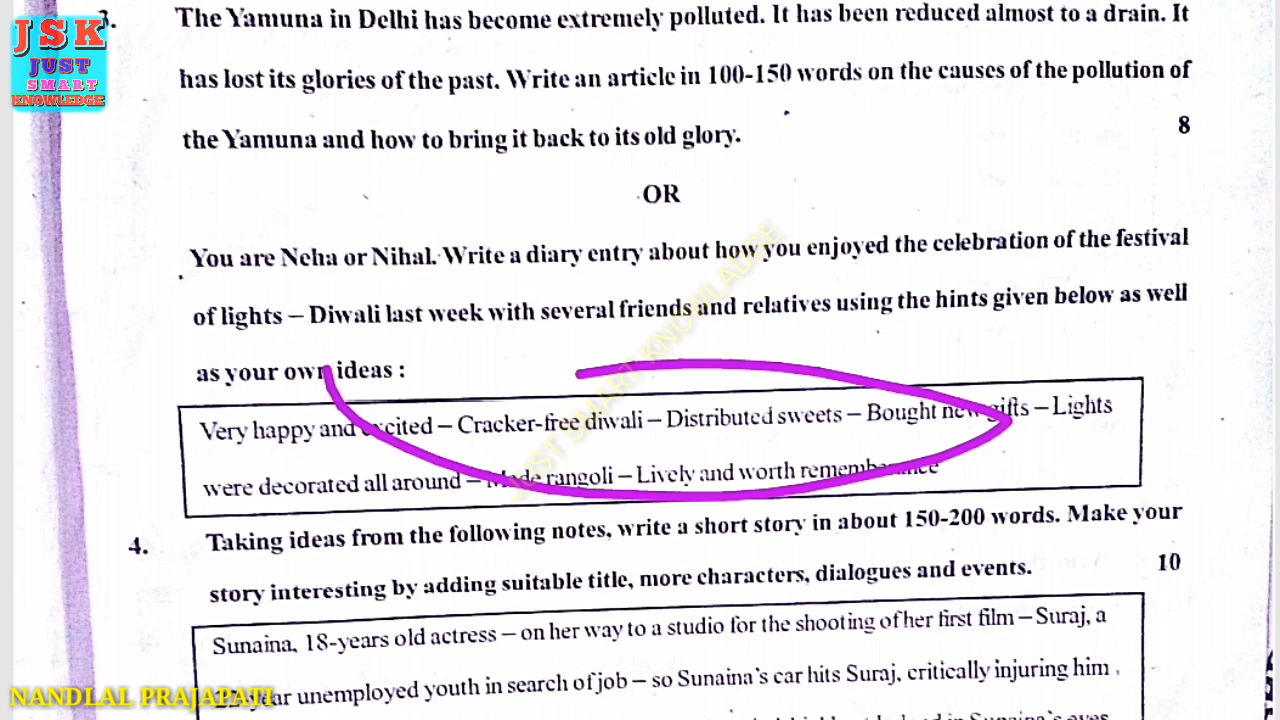 JSK
JUST
SMART
KNOWLEDGE
3. The Yamuna in Delhi has become extremely polluted. It has been reduced almost to a drain. It
has lost its glories of the past. Write an article in 100-150 words on the causes of the pollution of
the Yamuna and how to bring it back to its old glory.
8
OR
You are Neha or Nihal. Write a diary entry about how you enjoyed the celebration of the festival
of lights – Diwali last week with several friends and relatives using the hints given below as well
as your own ideas :
Very happy and excited – Cracker-free diwali – Distributed sweets – Bought new gifts – Lights
were decorated all around – Made rangoli – Lively and worth remembrance
4. Taking ideas from the following notes, write a short story in about 150-200 words. Make your
story interesting by adding suitable title, more characters, dialogues and events. 10
Sunaina, 18-years old actress – on her way to a studio for the shooting of her first film – Suraj, a
22-year unemployed youth in search of job – so Sunaina's car hits Suraj, critically injuring him
in Sunaina's eyes
JUST SMART KNOWLADGE
NANDLAL PRAJAPATI